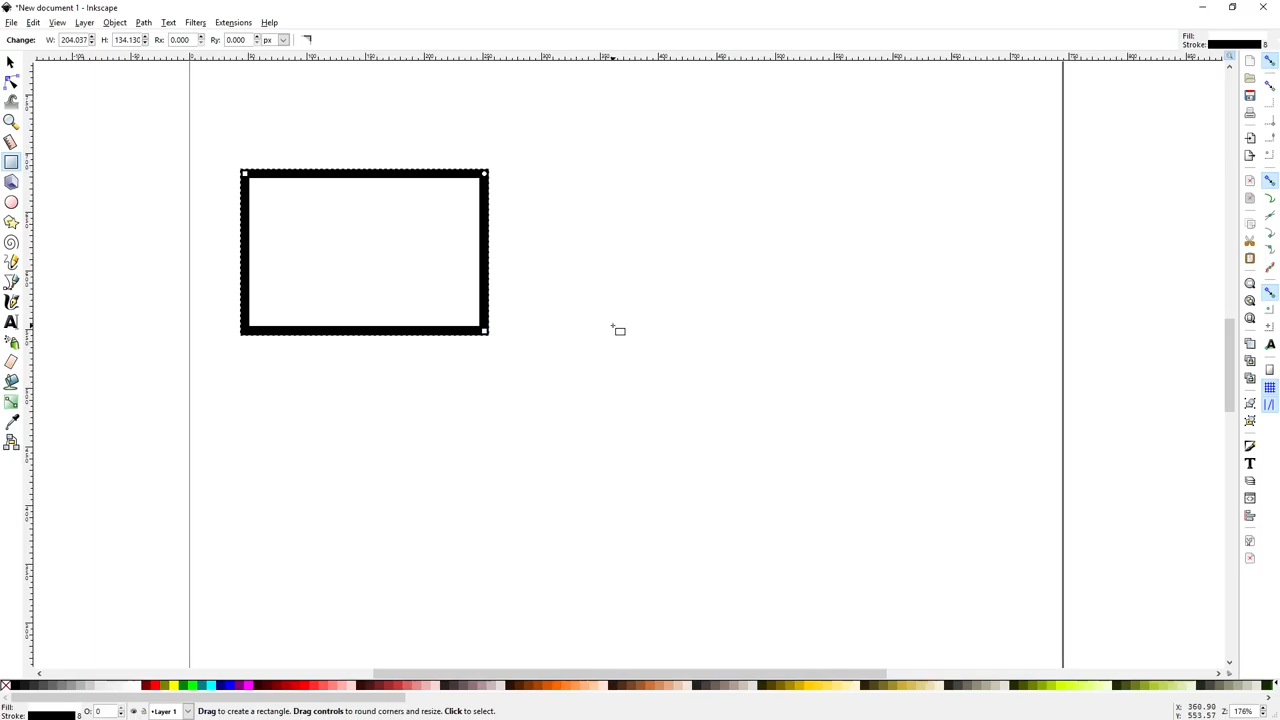 *New document 1 - Inkscape
File Edit View Layer Object Path Text Filters Extensions Help
Change: W: 204.037 H: 134.130 Rx: 0.000 Ry: 0.000 px
Fill:
Stroke: 8
Fill:
Stroke: 8
O: 0
Layer 1
Drag to create a rectangle. Drag controls to round corners and resize. Click to select.
X: 360.90
Y: 553.57
Z: 176%